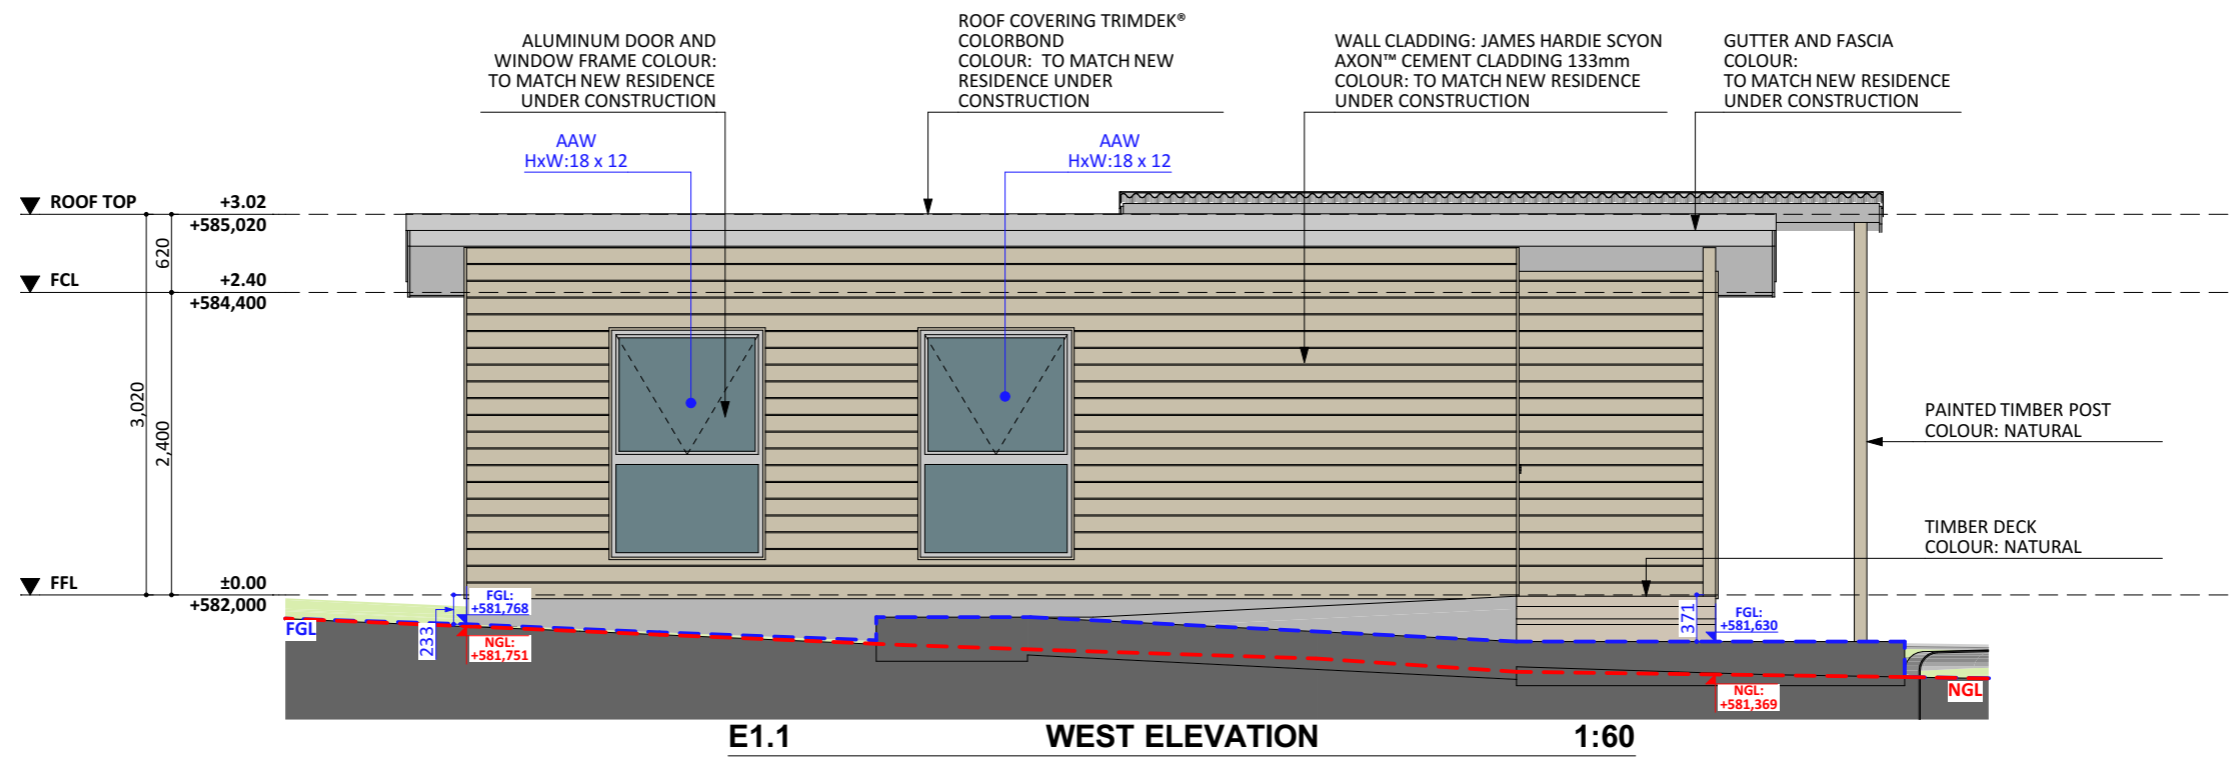 ALUMINUM DOOR AND
WINDOW FRAME COLOUR:
TO MATCH NEW RESIDENCE
UNDER CONSTRUCTION
ROOF COVERING TRIMDEK®
COLORBOND
COLOUR: TO MATCH NEW
RESIDENCE UNDER
CONSTRUCTION
WALL CLADDING: JAMES HARDIE SCYON
AXON™ CEMENT CLADDING 133mm
COLOUR: TO MATCH NEW RESIDENCE
UNDER CONSTRUCTION
GUTTER AND FASCIA
COLOUR:
TO MATCH NEW RESIDENCE
UNDER CONSTRUCTION
AAW
HxW:18 x 12
AAW
HxW:18 x 12
ROOF TOP +3.02
+585,020
620
FCL +2.40
+584,400
3,020
2,400
PAINTED TIMBER POST
COLOUR: NATURAL
TIMBER DECK
COLOUR: NATURAL
FFL ±0.00
+582,000
FGL
233
FGL:
+581,768
NGL:
+581,751
371
FGL:
+581,630
NGL:
+581,369
NGL
E1.1 WEST ELEVATION 1:60